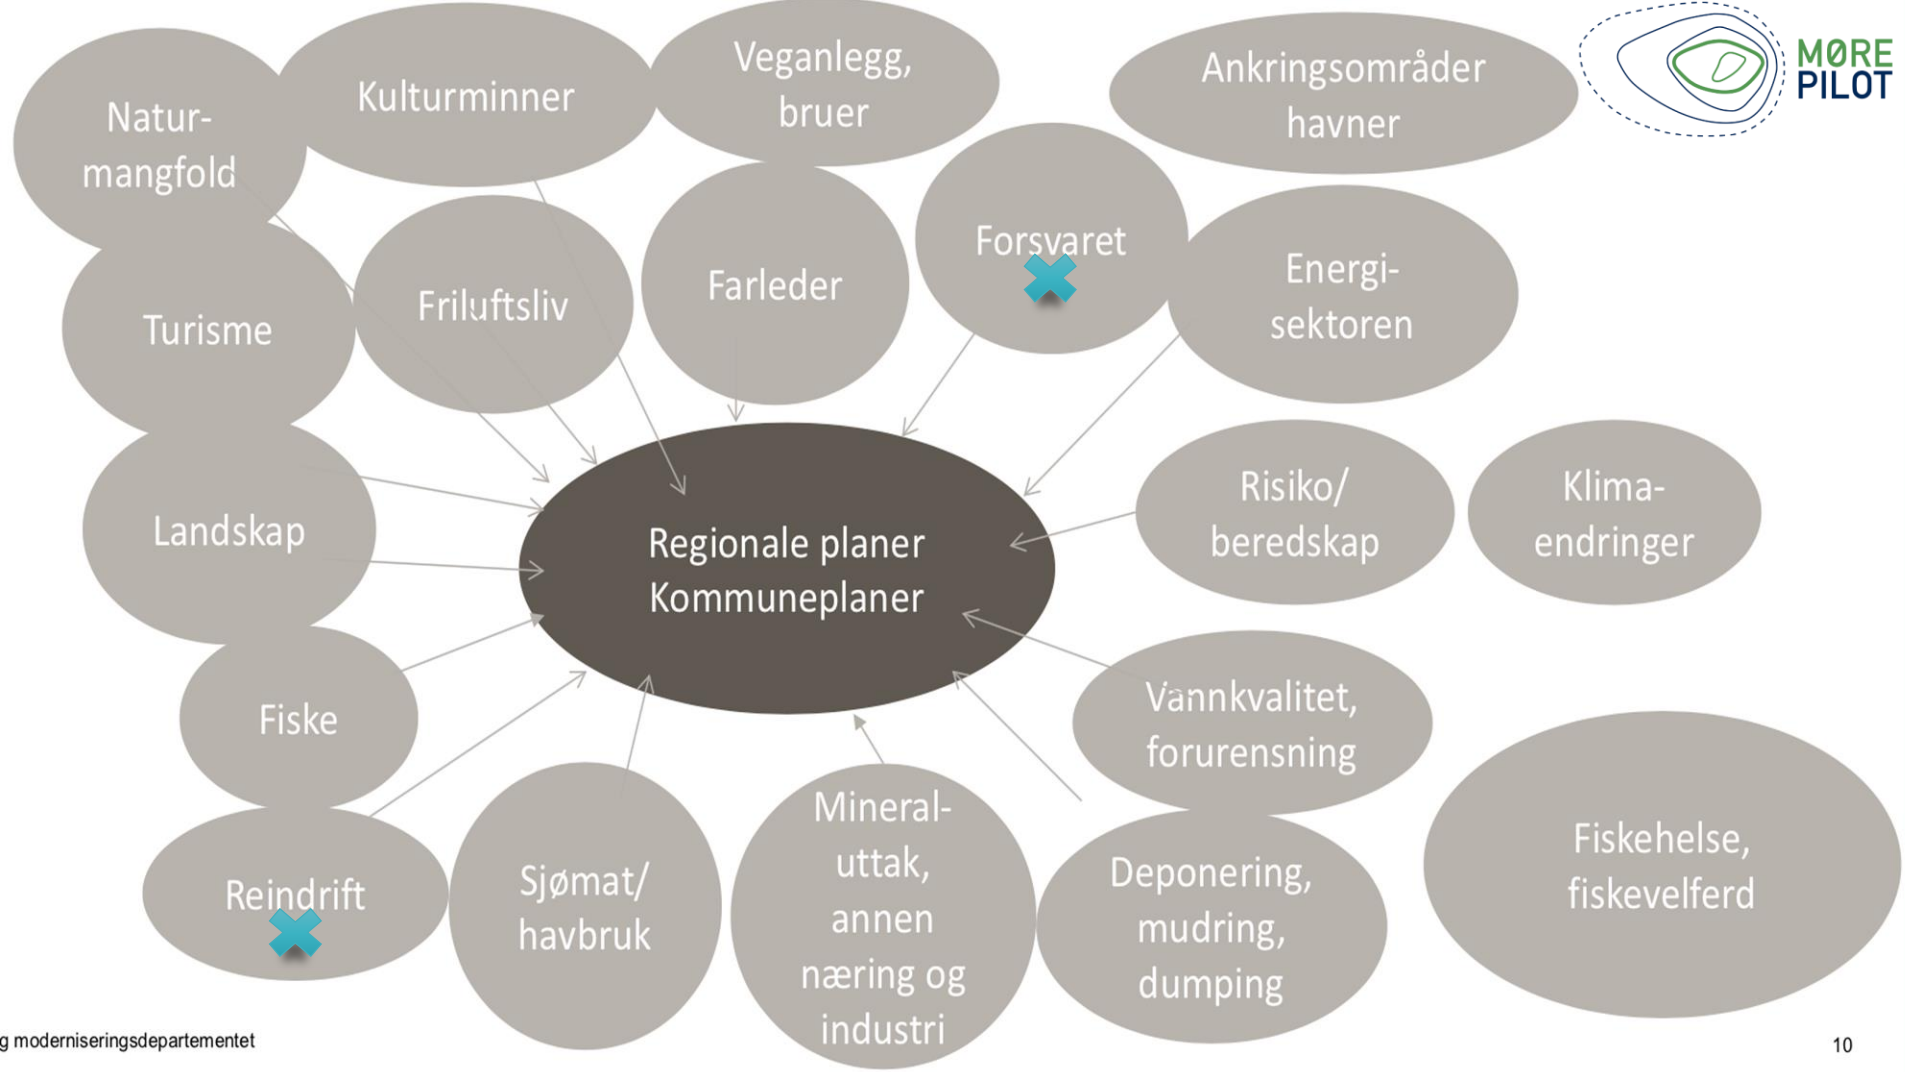 Natur-
mangfold
Kulturminner
Veganlegg,
bruer
Ankringsområder
havner
MØRE
PILOT
Turisme
Friluftsliv
Farleder
Forsvaret
Energi-
sektoren
Landskap
Regionale planer
Kommuneplaner
Risiko/
beredskap
Klima-
endringer
Fiske
Vannkvalitet,
forurensning
Reindrift
Sjømat/
havbruk
Mineral-
uttak,
annen
næring og
industri
Deponering,
mudring,
dumping
Fiskehelse,
fiskevelferd
g moderniseringsdepartementet
10